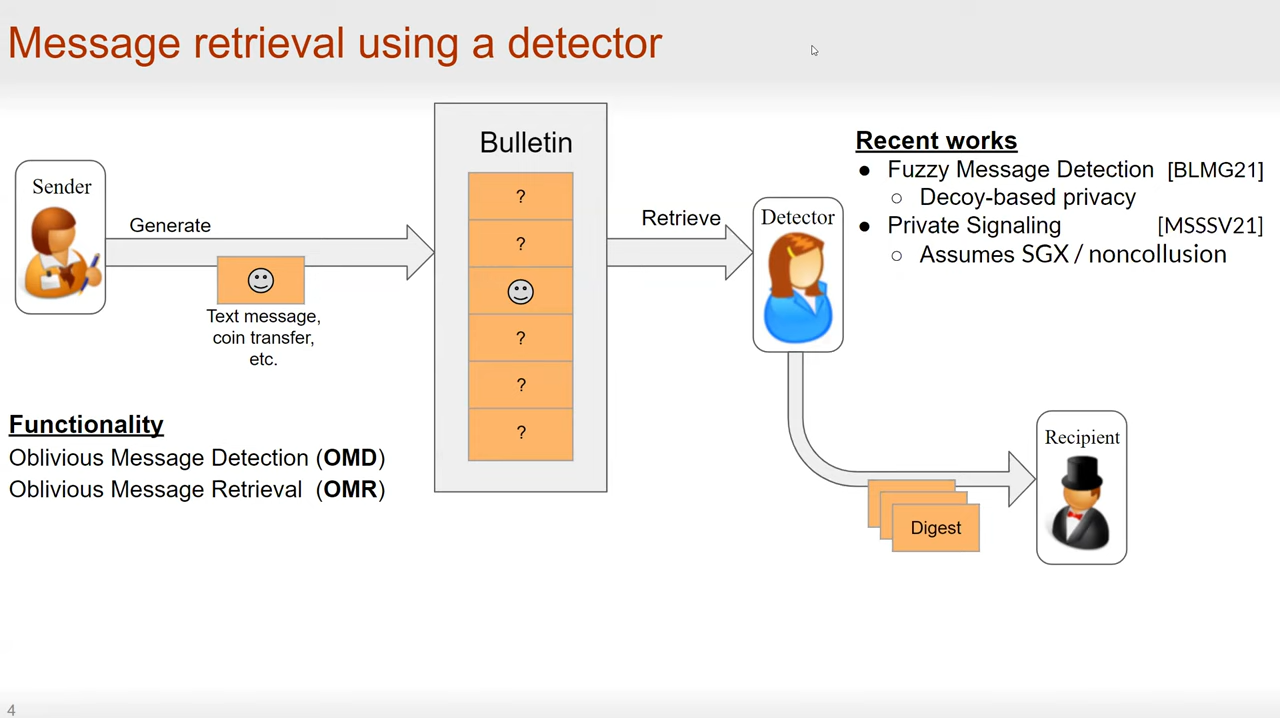 Message retrieval using a detector
Sender
Generate
Text message,
coin transfer,
etc.
Bulletin
?
?
?
?
?
Retrieve
Detector
Recent works
● Fuzzy Message Detection [BLMG21]
○ Decoy-based privacy
● Private Signaling [MSSSV21]
○ Assumes SGX / noncollusion
Functionality
Oblivious Message Detection (OMD)
Oblivious Message Retrieval (OMR)
Recipient
Digest
4